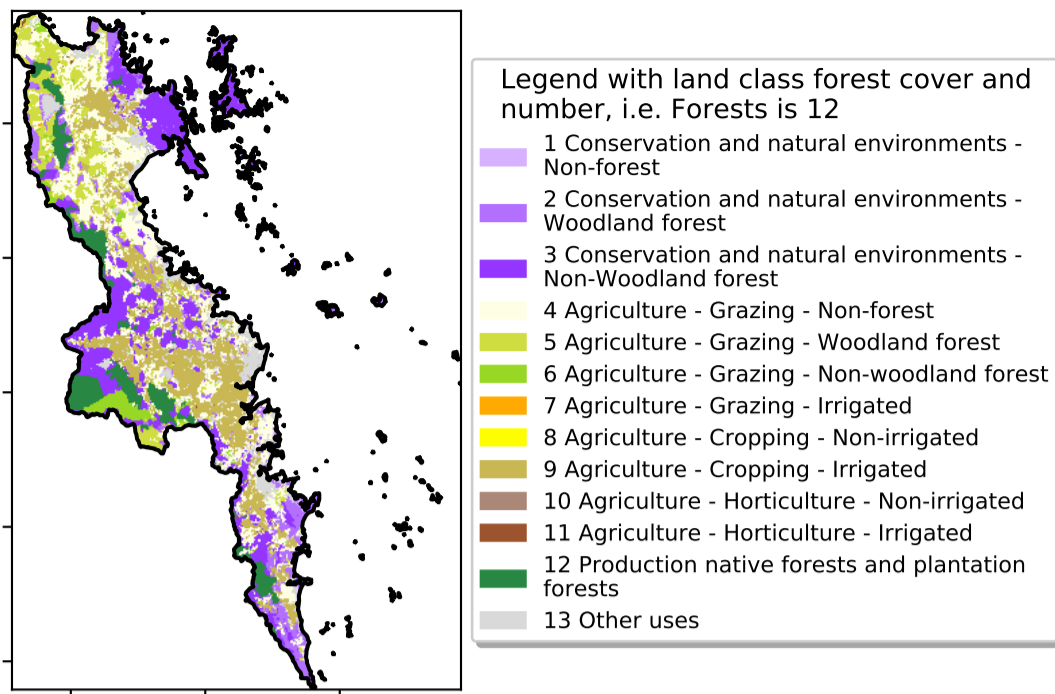 Legend with land class forest cover and
number, i.e. Forests is 12
1 Conservation and natural environments -
Non-forest
2 Conservation and natural environments -
Woodland forest
3 Conservation and natural environments -
Non-Woodland forest
4 Agriculture - Grazing - Non-forest
5 Agriculture - Grazing - Woodland forest
6 Agriculture - Grazing - Non-woodland forest
7 Agriculture - Grazing - Irrigated
8 Agriculture - Cropping - Non-irrigated
9 Agriculture - Cropping - Irrigated
10 Agriculture - Horticulture - Non-irrigated
11 Agriculture - Horticulture - Irrigated
12 Production native forests and plantation
forests
13 Other uses